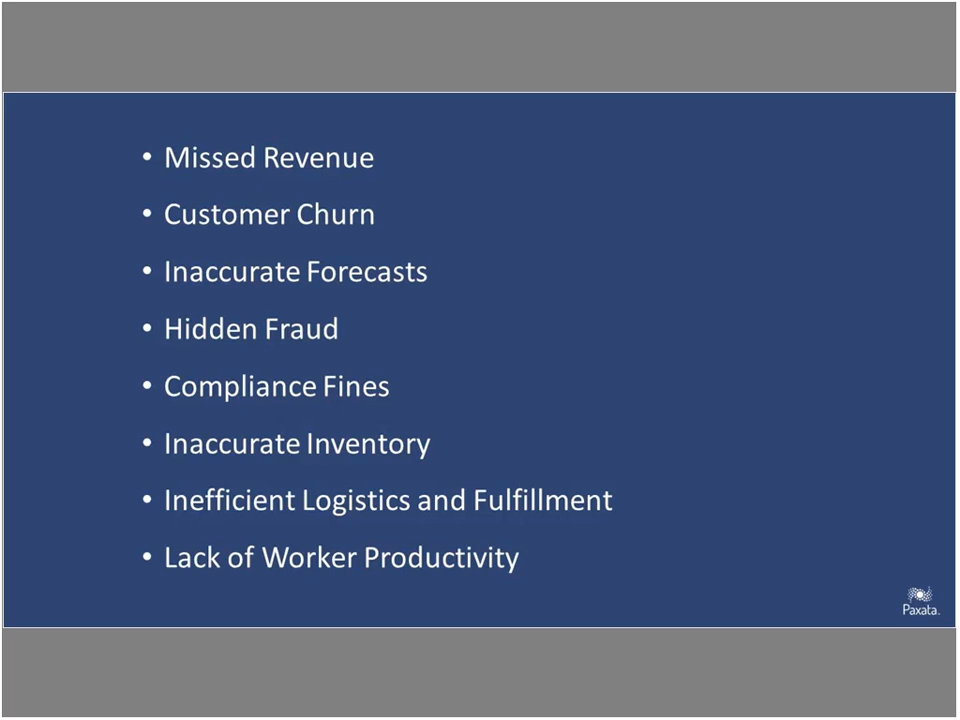 • Missed Revenue
• Customer Churn
• Inaccurate Forecasts
• Hidden Fraud
• Compliance Fines
• Inaccurate Inventory
• Inefficient Logistics and Fulfillment
• Lack of Worker Productivity
Paxata